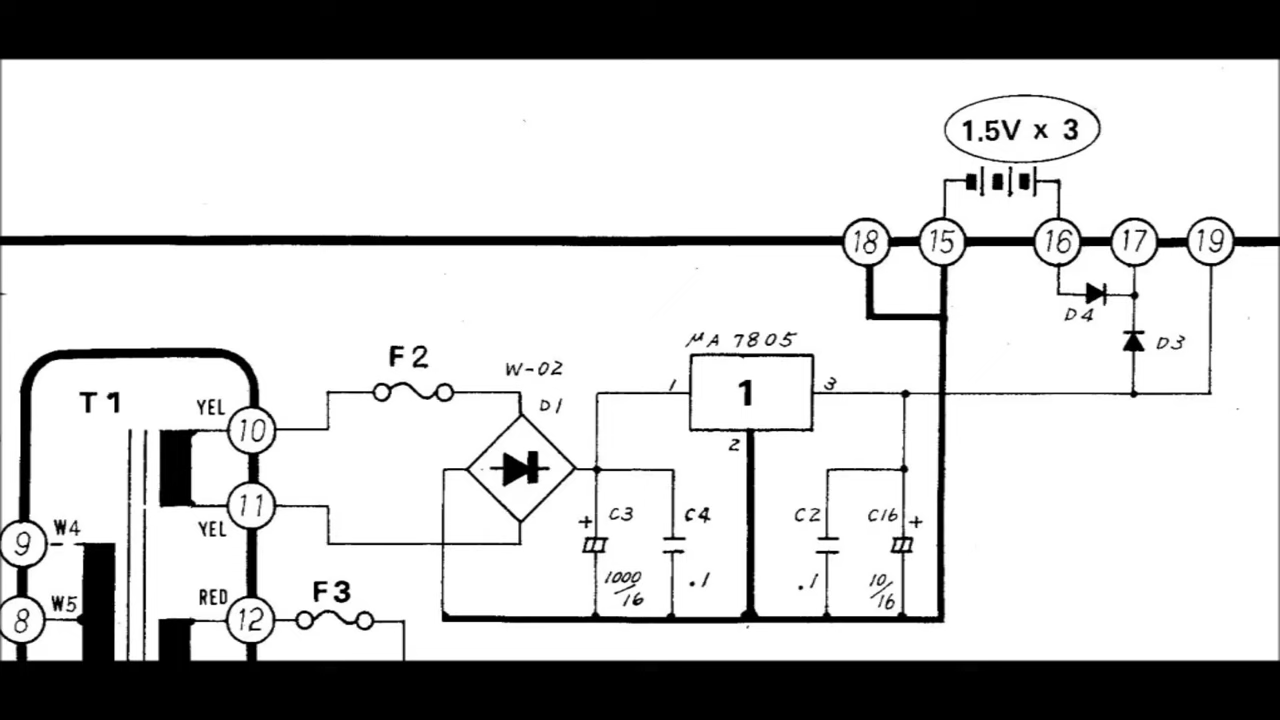 1.5V x 3
18 15 16 17 19
D4
D3
μA 7805
F2
W-02
D1
1 1 3
2
T1
YEL
10
11
YEL
C3
C4
C2
C16
+
+
1000/16
.1
.1
10/16
9 W4
8 W5
RED
12
F3